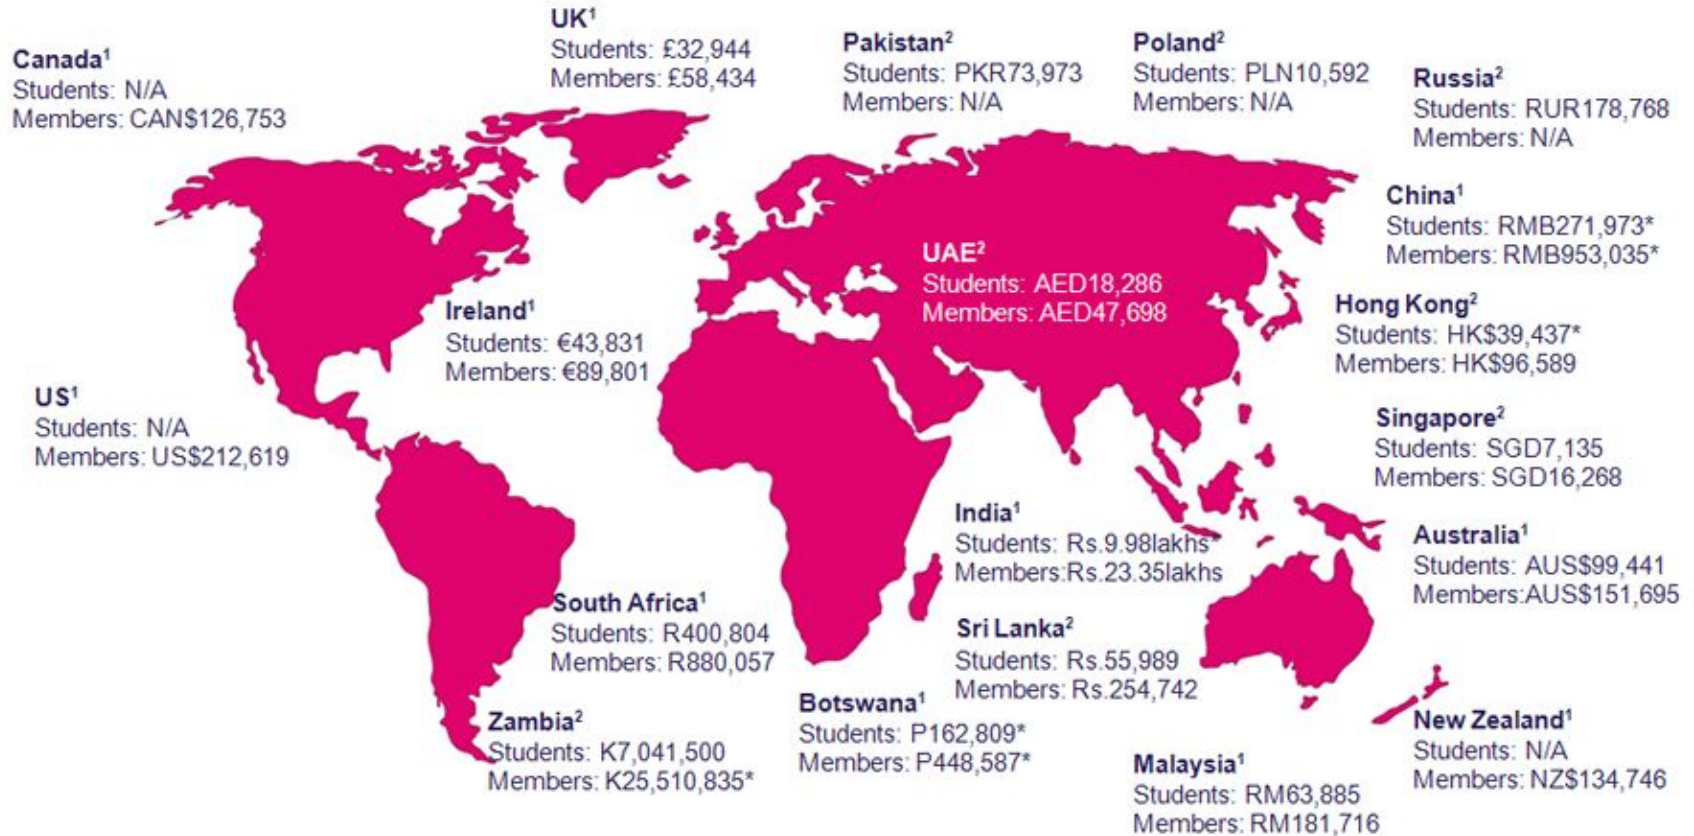 UK¹
Students: £32,944
Members: £58,434
Canada¹
Students: N/A
Members: CAN$126,753
Pakistan²
Students: PKR73,973
Members: N/A
Poland²
Students: PLN10,592
Members: N/A
Russia²
Students: RUR178,768
Members: N/A
China¹
Students: RMB271,973*
Members: RMB953,035*
UAE²
Students: AED18,286
Members: AED47,698
Ireland¹
Students: €43,831
Members: €89,801
Hong Kong²
Students: HK$39,437*
Members: HK$96,589
US¹
Students: N/A
Members: US$212,619
Singapore²
Students: SGD7,135
Members: SGD16,268
India¹
Students: Rs.9.98lakhs*
Members:Rs.23.35lakhs
Australia¹
Students: AUS$99,441
Members:AUS$151,695
South Africa¹
Students: R400,804
Members: R880,057
Sri Lanka²
Students: Rs.55,989
Members: Rs.254,742
Botswana¹
Students: P162,809*
Members: P448,587*
Zambia²
Students: K7,041,500
Members: K25,510,835*
New Zealand¹
Students: N/A
Members: NZ$134,746
Malaysia¹
Students: RM63,885
Members: RM181,716